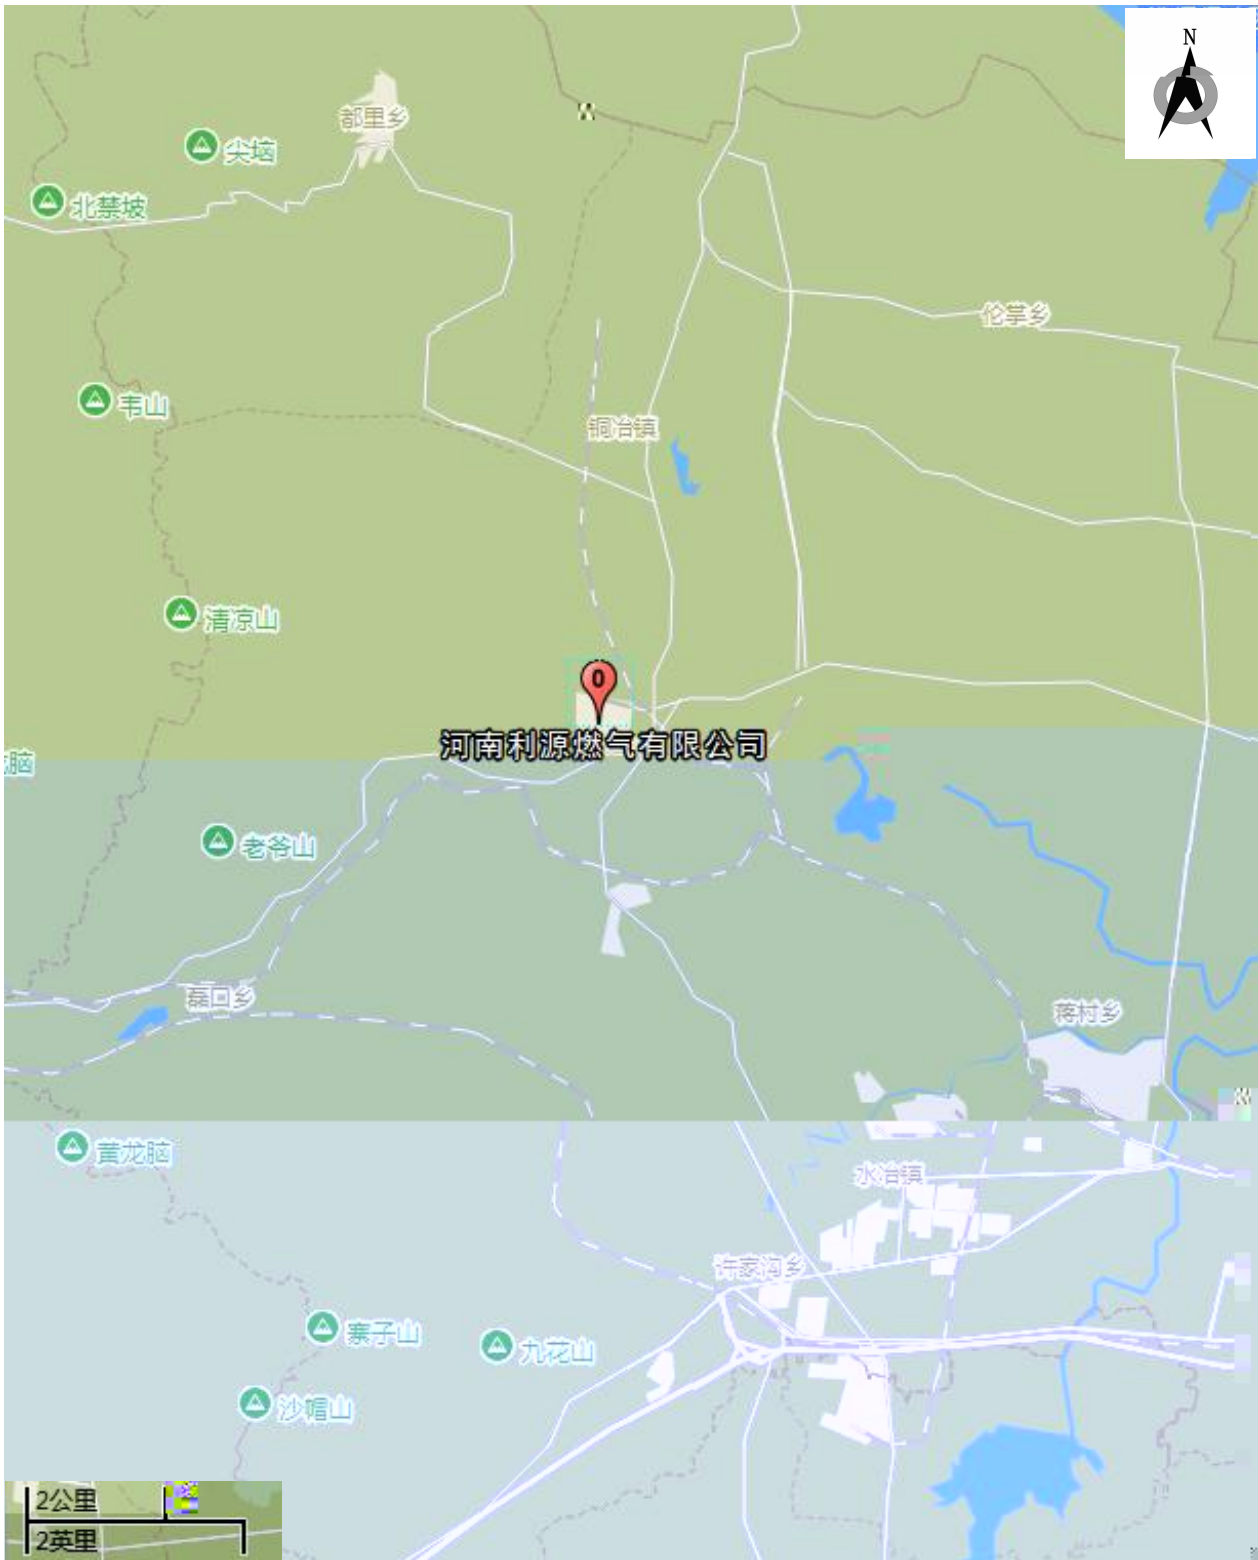 N
都里乡
尖垴
北禁坡
伦掌乡
韦山
铜冶镇
清凉山
0
河南利源燃气有限公司
脑
老爷山
磊口乡
蒋村乡
黄龙脑
水冶镇
许家沟乡
寨子山
九花山
沙帽山
2公里
2英里